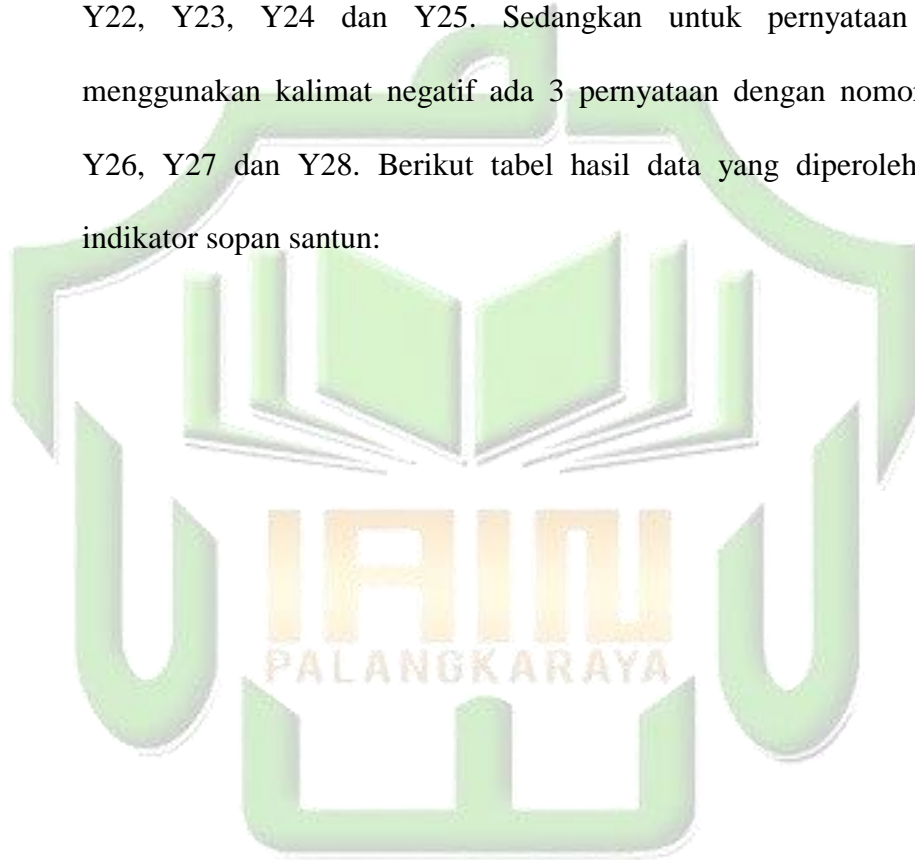 Y22, Y23, Y24 dan Y25. Sedangkan untuk pernyataan
menggunakan kalimat negatif ada 3 pernyataan dengan nomor
Y26, Y27 dan Y28. Berikut tabel hasil data yang diperoleh
indikator sopan santun:
IAIN
PALANGKARAYA